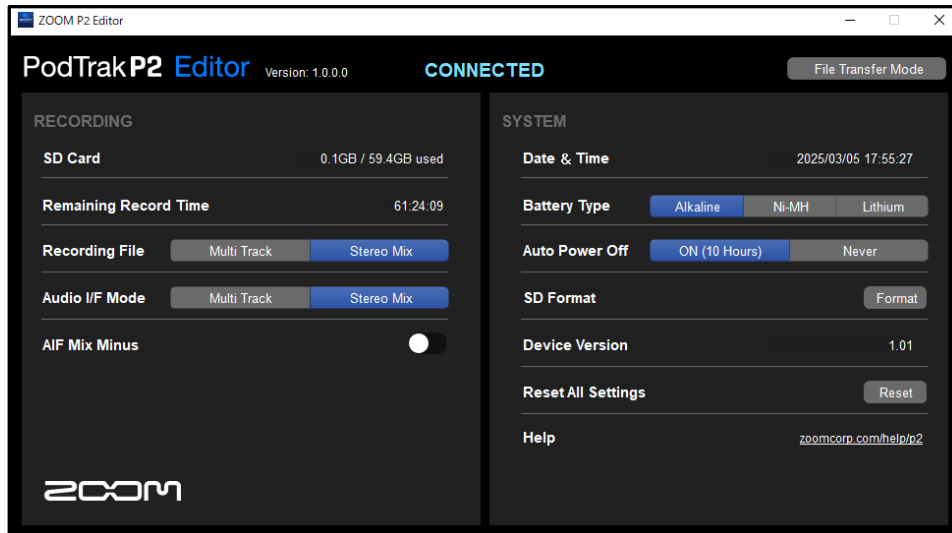 ZOOM P2 Editor
PodTrak P2 Editor Version: 1.0.0.0 CONNECTED File Transfer Mode
RECORDING
SD Card 0.1GB / 59.4GB used
Remaining Record Time 61:24:09
Recording File Multi Track Stereo Mix
Audio I/F Mode Multi Track Stereo Mix
AIF Mix Minus
ZOOM
SYSTEM
Date & Time 2025/03/05 17:55:27
Battery Type Alkaline Ni-MH Lithium
Auto Power Off ON (10 Hours) Never
SD Format Format
Device Version 1.01
Reset All Settings Reset
Help zoomcorp.com/help/p2